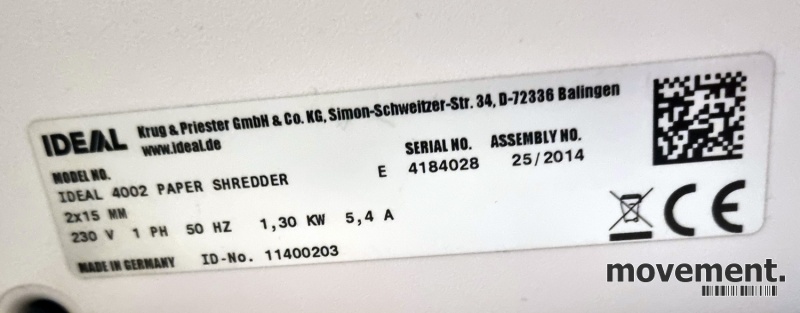 IDEAL Krug & Priester GmbH & Co. KG, Simon-Schweitzer-Str. 34, D-72336 Balingen
www.ideal.de
MODEL NO. SERIAL NO. ASSEMBLY NO.
IDEAL 4002 PAPER SHREDDER E 4184028 25/2014
2x15 MM
230 V 1 PH 50 HZ 1,30 KW 5,4 A
MADE IN GERMANY ID-No. 11400203
CE
movement.